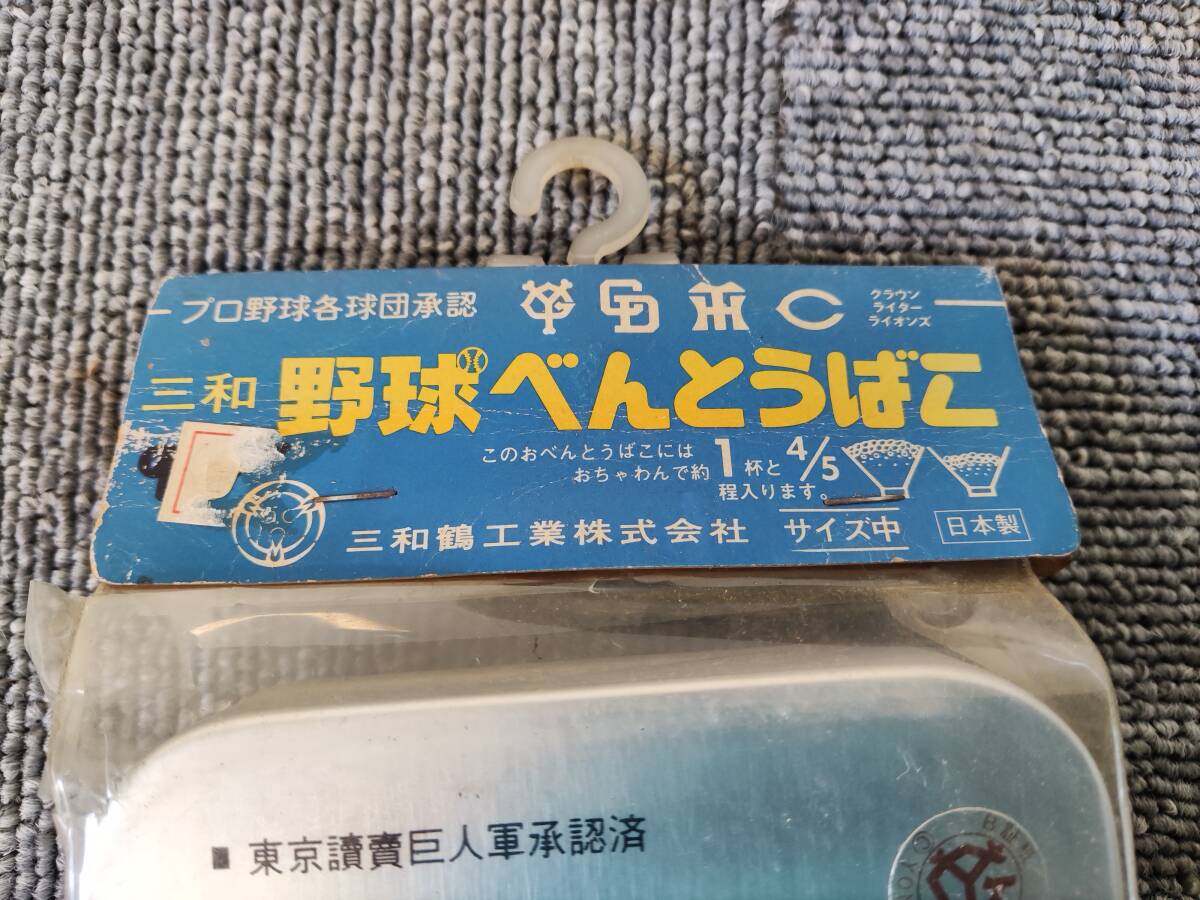 プロ野球各球団承認
クラウン
ライター
ライオンズ
三和 野球べんとうばこ
このおべんとうばこには
おちゃわんで約1杯と4/5
程入ります。
三和鶴工業株式会社 サイズ中 日本製
■東京讀賣巨人軍承認済